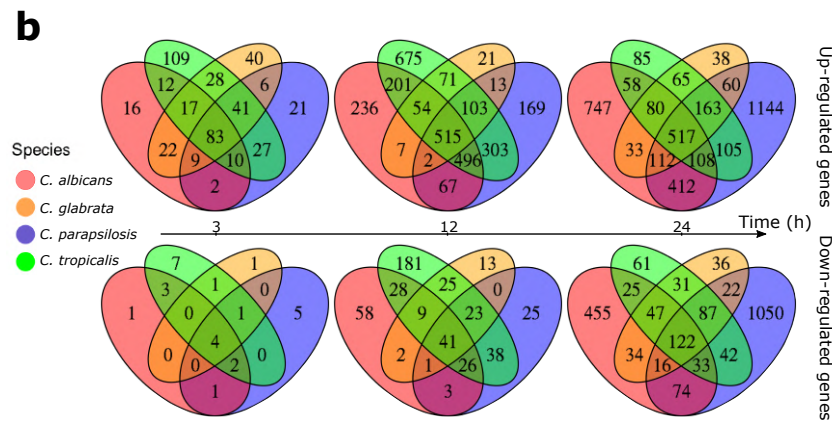 b
109 40
12 28 6
16 17 41 21
83
22 9 10 27
2
675 21
201 71 13
236 54 103 169
515
7 2 496 303
67
85 38
58 65 60
747 80 163 1144
517
33 112 108 105
412
Up-regulated genes
Species
C. albicans
C. glabrata
C. parapsilosis
C. tropicalis
3 12 24 Time (h)
7 1
3 1 0
1 0 1 5
4
0 0 2 0
1
181 13
28 25 0
58 9 23 25
41
2 1 26 38
3
61 36
25 31 22
455 47 87 1050
122
34 16 33 42
74
Down-regulated genes